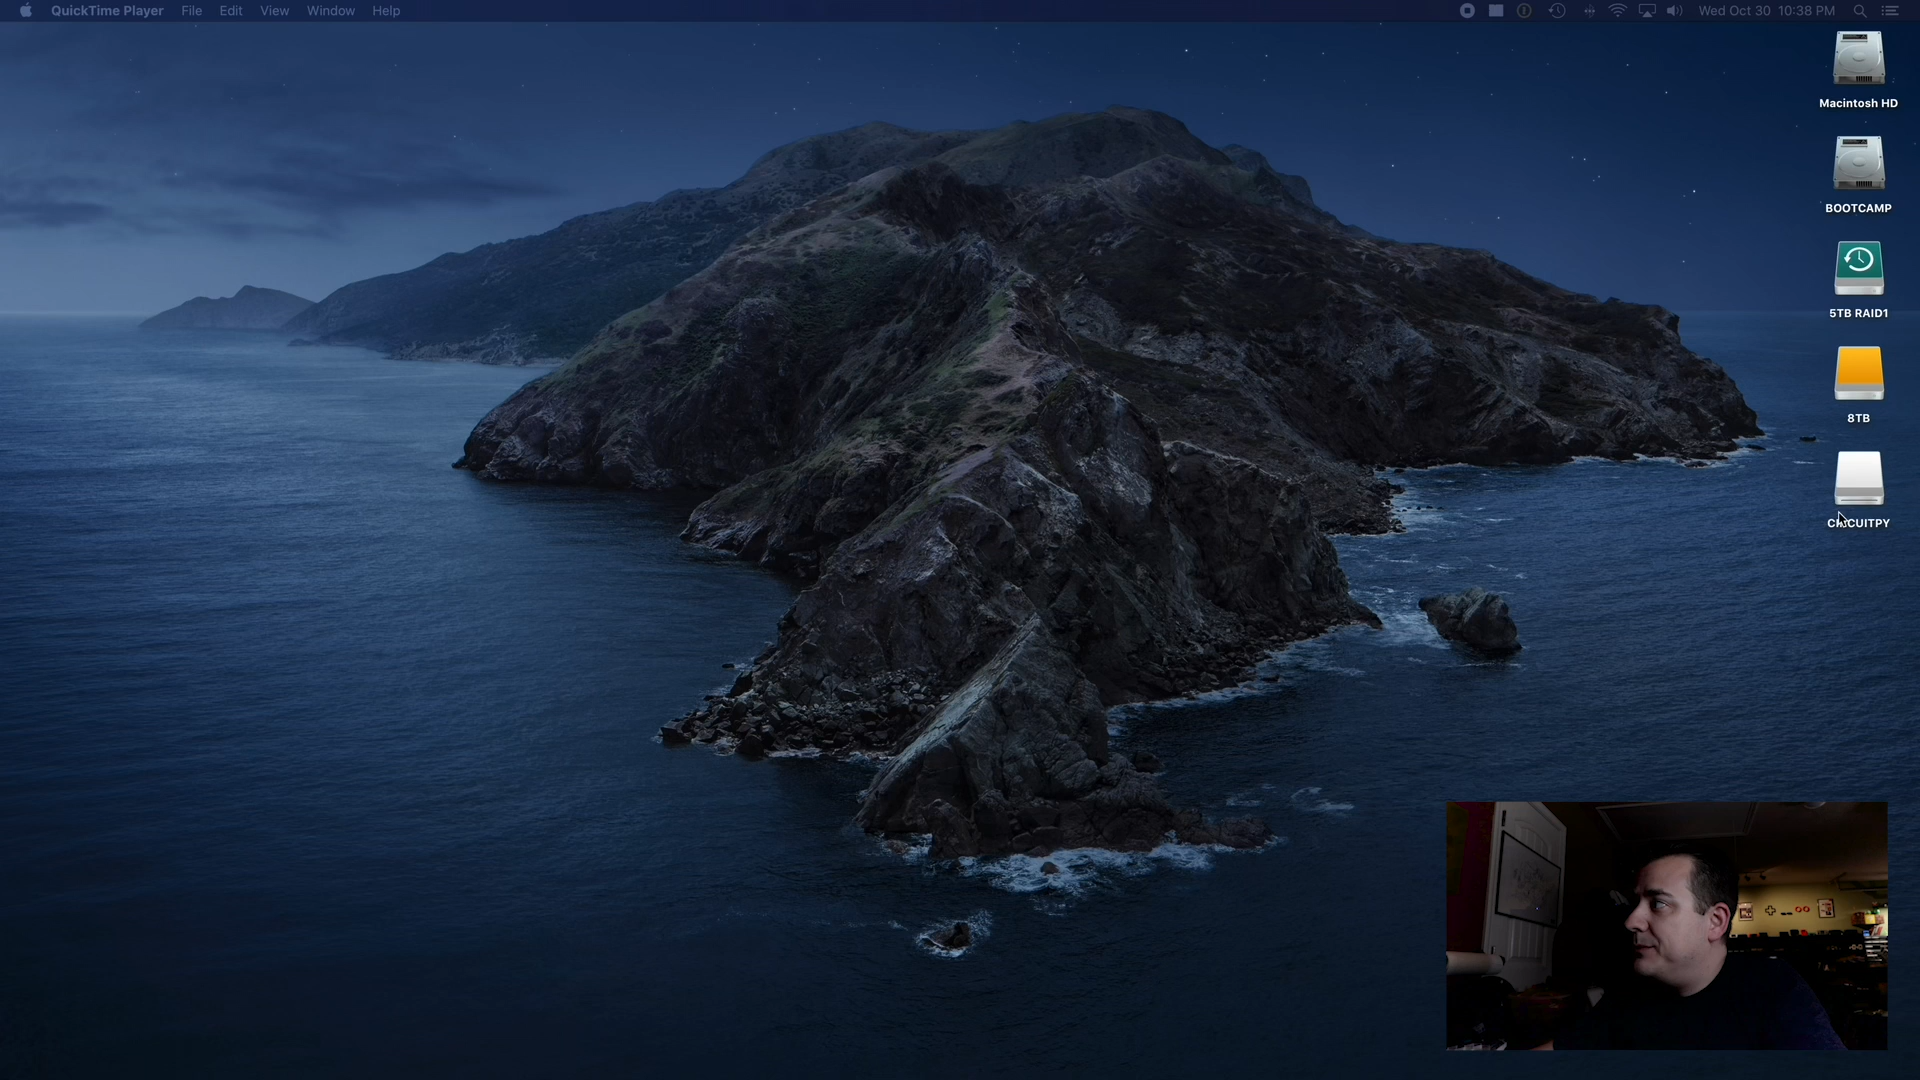 QuickTime Player File Edit View Window Help Wed Oct 30 10:38 PM
Macintosh HD
BOOTCAMP
5TB RAID1
8TB
CIRCUITPY